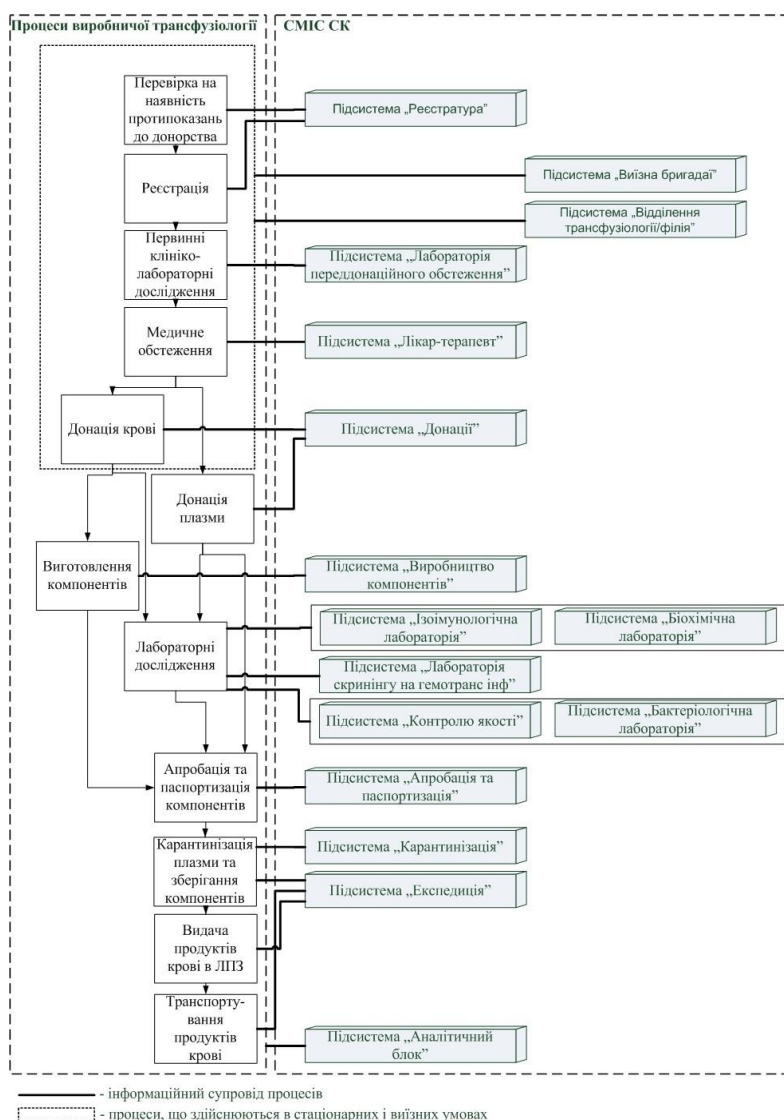 Процеси виробничої трансфузіології
СМІС СК
Перевірка на
наявність
протипоказань
до донорства
Підсистема „Реєстратура”
Реєстрація
Підсистема „Виїзна бригадаї”
Підсистема „Відділення
трансфузіології/філія”
Первинні
клініко-
лабораторні
дослідження
Підсистема „Лабораторія
переддонаційного обстеження”
Медичне
обстеження
Підсистема „Лікар-терапевт”
Донація крові
Підсистема „Донації”
Донація
плазми
Виготовлення
компонентів
Підсистема „Виробництво
компонентів”
Лабораторні
дослідження
Підсистема „Ізоімунологічна
лабораторія”
Підсистема „Біохімічна
лабораторія”
Підсистема „Лабораторія
скринінгу на гемотранс інф”
Підсистема „Контролю якості”
Підсистема „Бактеріологічна
лабораторія”
Апробація та
паспортизація
компонентів
Підсистема „Апробація та
паспортизація”
Карантинізація
плазми та
зберігання
компонентів
Підсистема „Карантинізація”
Підсистема „Експедиція”
Видача
продуктів
крові в ЛПЗ
Транспорту-
вання
продуктів
крові
Підсистема „Аналітичний
блок”
- інформаційний супровід процесів
- процеси, що здійснюються в стаціонарних і виїзних умовах